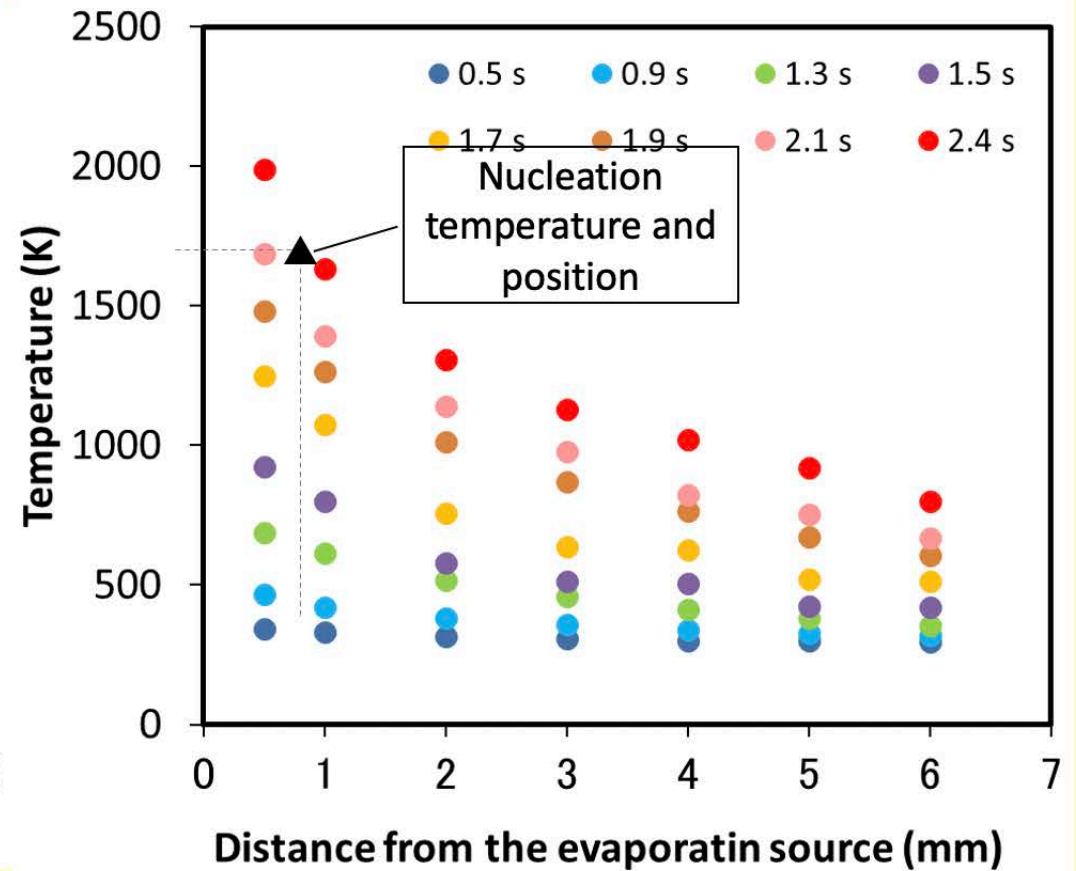 2500
2000
1500
1000
500
0
Temperature (K)
0.5 s 0.9 s 1.3 s 1.5 s
1.7 s 1.9 s 2.1 s 2.4 s
Nucleation
temperature and
position
0 1 2 3 4 5 6 7
Distance from the evaporatin source (mm)